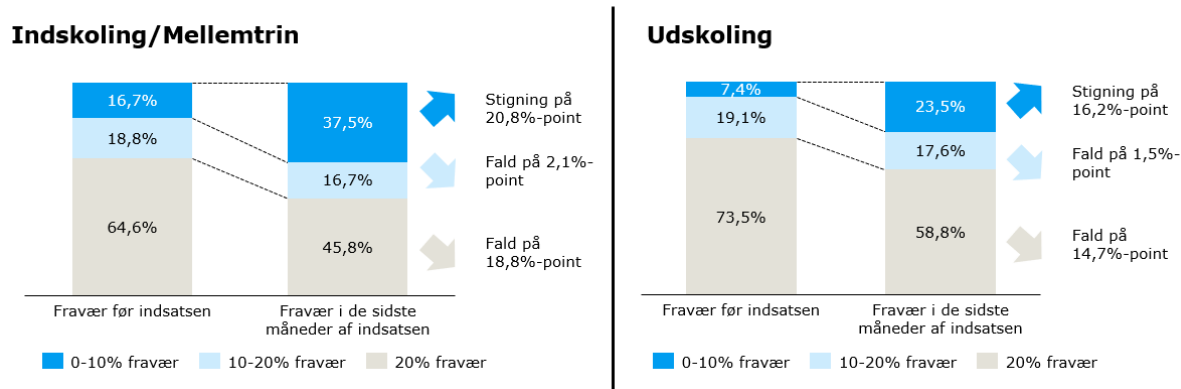 Indskoling/Mellemtrin
16,7%
18,8%
64,6%
37,5%
16,7%
45,8%
Stigning på
20,8%-point
Fald på 2,1%-
point
Fald på
18,8%-point
Fravær før indsatsen
Fravær i de sidste
måneder af indsatsen
0-10% fravær
10-20% fravær
20% fravær
Udskoling
7,4%
19,1%
73,5%
23,5%
17,6%
58,8%
Stigning på
16,2%-point
Fald på 1,5%-
point
Fald på
14,7%-point
Fravær før indsatsen
Fravær i de sidste
måneder af indsatsen
0-10% fravær
10-20% fravær
20% fravær